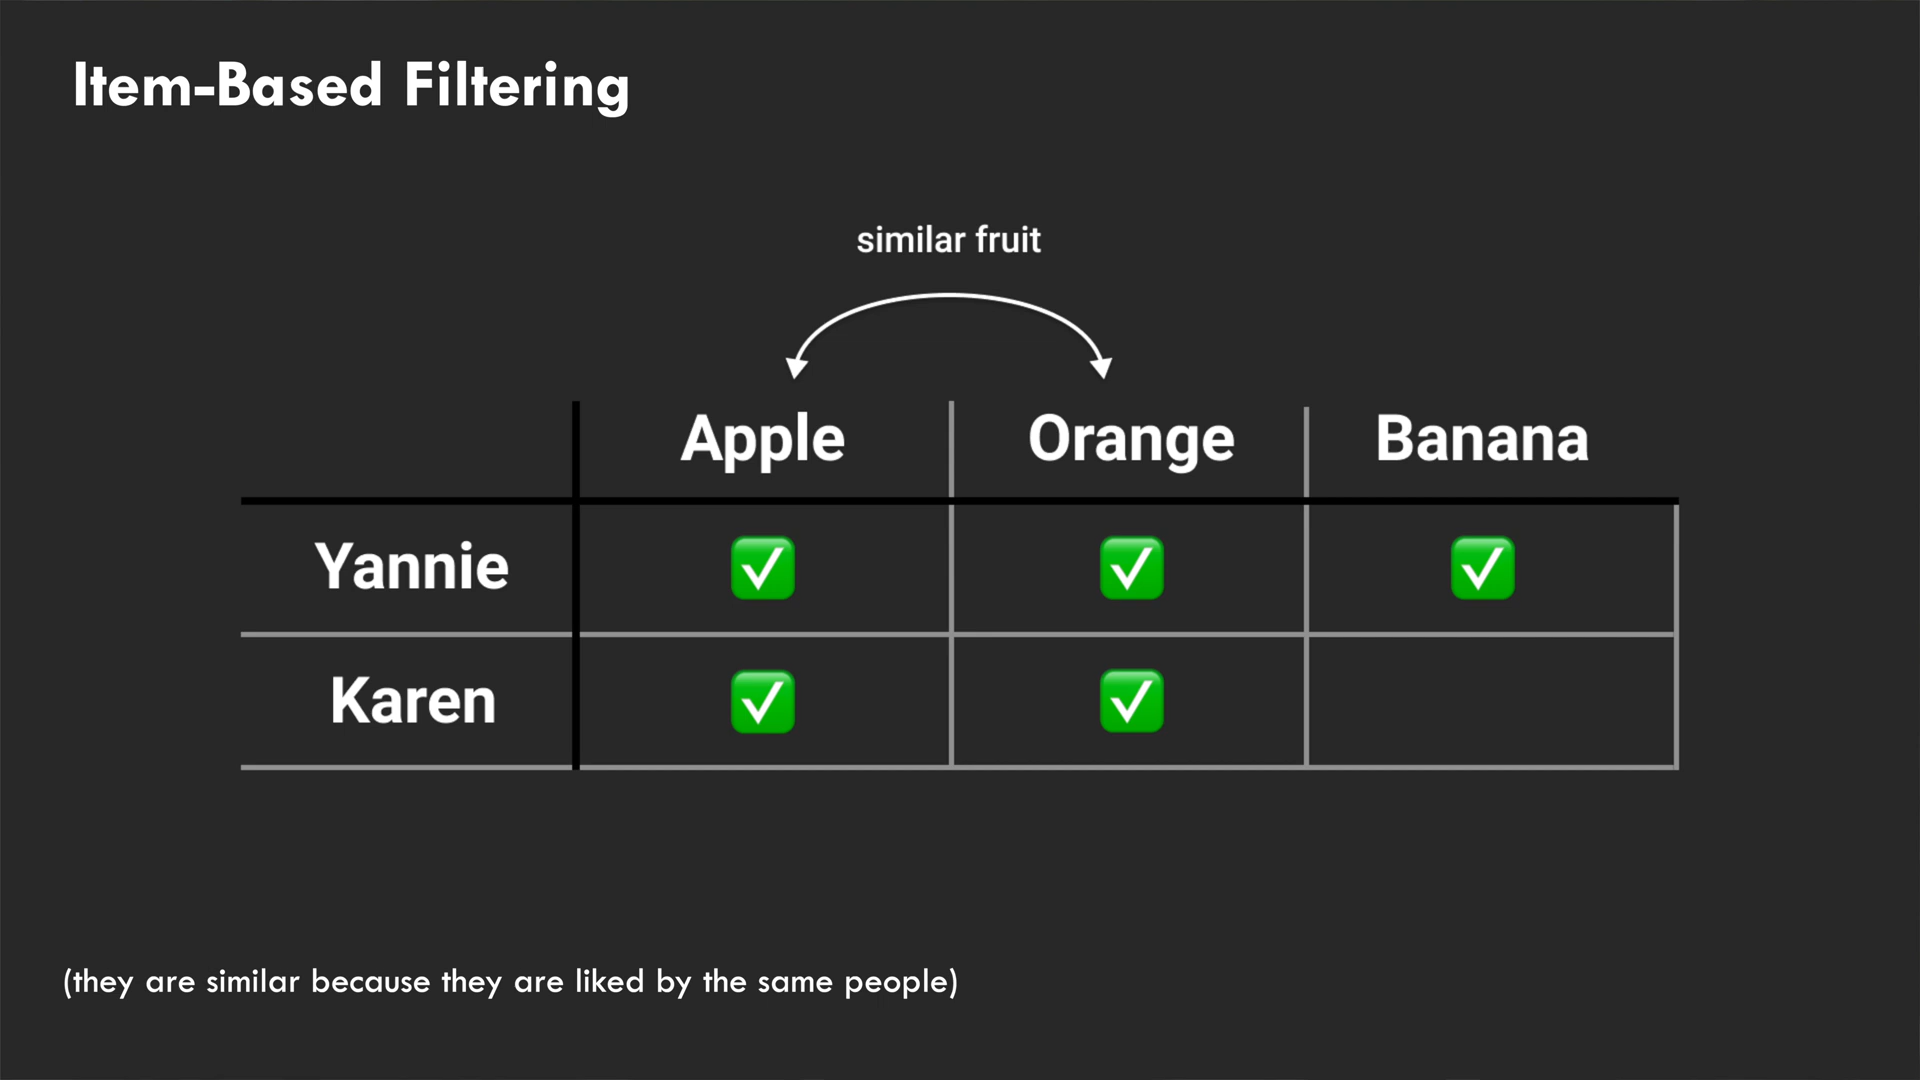 Item-Based Filtering
similar fruit
Apple Orange Banana
Yannie ✅ ✅ ✅
Karen ✅ ✅
(they are similar because they are liked by the same people)